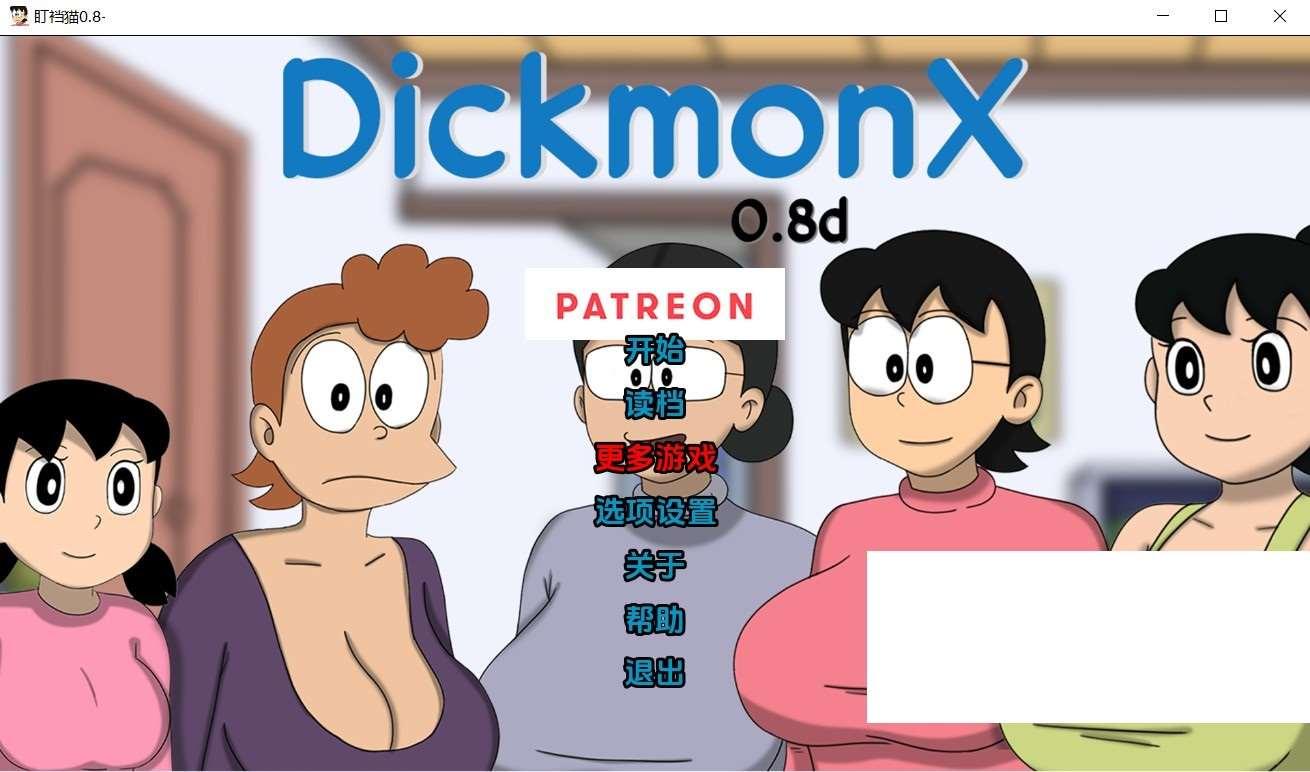 盯裆猫0.8-
DickmonX
0.8d
PATREON
开始
读档
更多游戏
选项设置
关于
帮助
退出